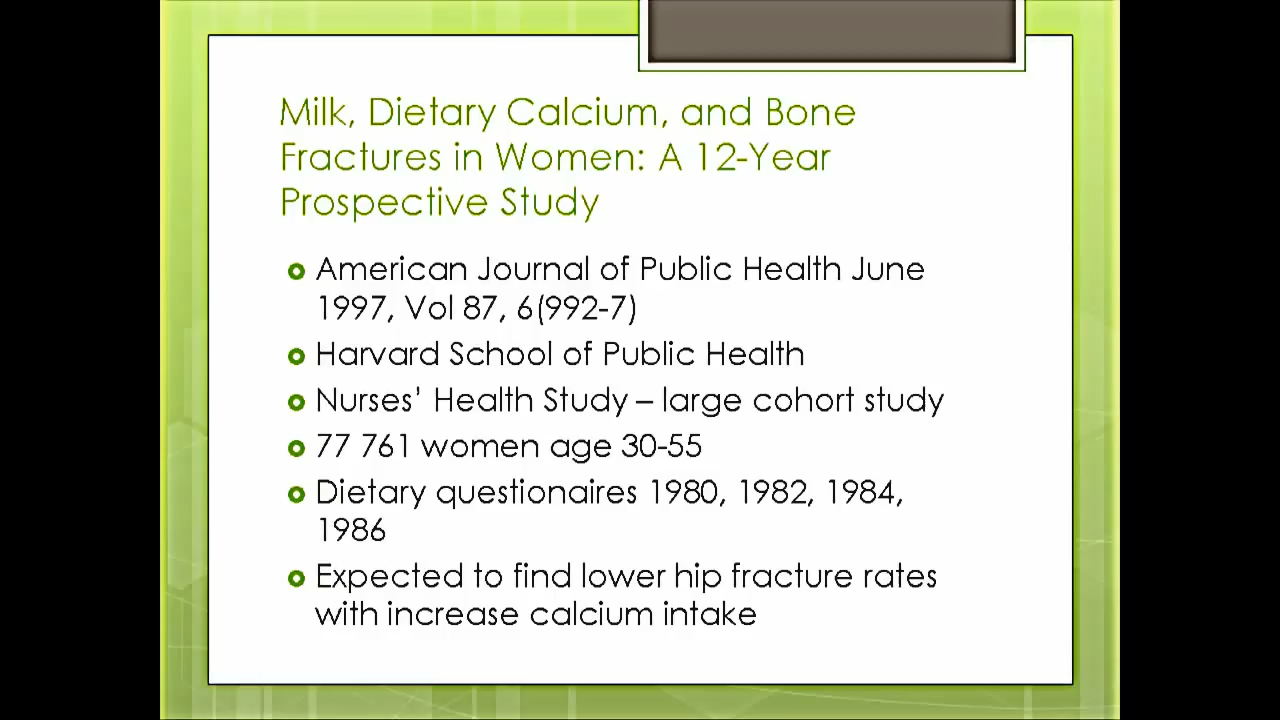 Milk, Dietary Calcium, and Bone
Fractures in Women: A 12-Year
Prospective Study
American Journal of Public Health June
1997, Vol 87, 6(992-7)
Harvard School of Public Health
Nurses' Health Study – large cohort study
77 761 women age 30-55
Dietary questionaires 1980, 1982, 1984,
1986
Expected to find lower hip fracture rates
with increase calcium intake